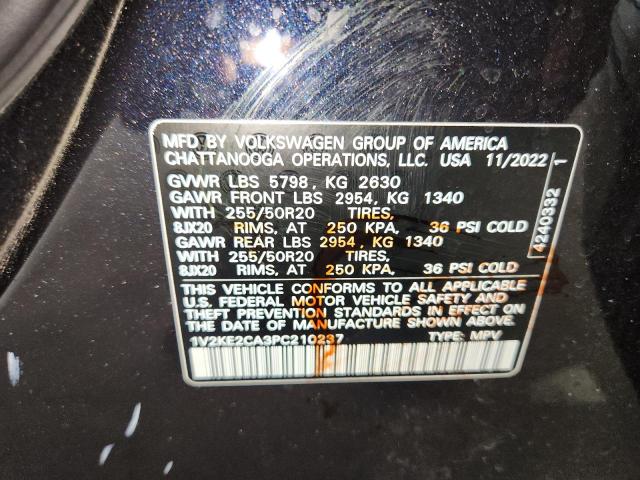 MFD. BY VOLKSWAGEN GROUP OF AMERICA
CHATTANOOGA OPERATIONS, LLC. USA 11/2022
GVWR LBS 5798, KG 2630
GAWR FRONT LBS 2954, KG 1340
WITH 255/50R20 TIRES,
8JX20 RIMS, AT 250 KPA, 36 PSI COLD
GAWR REAR LBS 2954, KG 1340
WITH 255/50R20 TIRES,
8JX20 RIMS, AT 250 KPA, 36 PSI COLD
THIS VEHICLE CONFORMS TO ALL APPLICABLE
U.S. FEDERAL MOTOR VEHICLE SAFETY AND
THEFT PREVENTION STANDARDS IN EFFECT ON
THE DATE OF MANUFACTURE SHOWN ABOVE.
1V2KE2CA3PC210237 TYPE: MPV
4240332 1